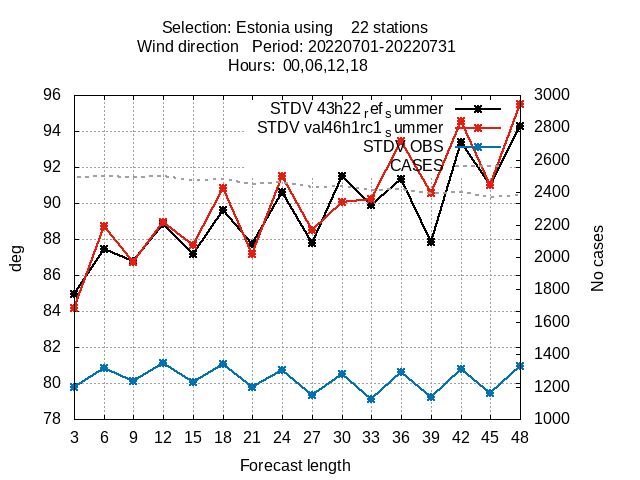 Selection: Estonia using 22 stations
Wind direction Period: 20220701-20220731
Hours: 00,06,12,18
STDV 43h22ref summer
STDV val46h1rc1summer
STDV OBS
CASES
96
94
92
90
88
86
84
82
80
78
deg
3000
2800
2600
2400
2200
2000
1800
1600
1400
1200
1000
No cases
3 6 9 12 15 18 21 24 27 30 33 36 39 42 45 48
Forecast length